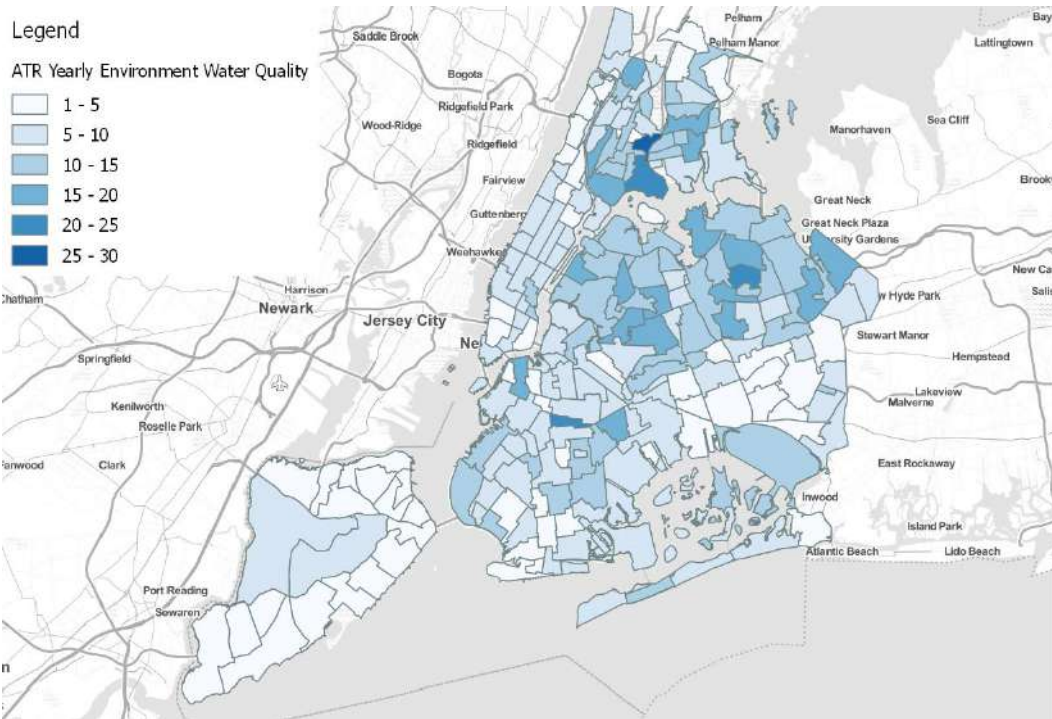 Legend
ATR Yearly Environment Water Quality
1 - 5
5 - 10
10 - 15
15 - 20
20 - 25
25 - 30
Pelham
Bay
Saddle Brook
Pelham Manor
Lattingtown
Bogota
Ridgefield Park
Wood-Ridge
Sea Cliff
Manorhaven
Ridgefield
Fairview
Great Neck
Guttenberg
Great Neck Plaza
University Gardens
Weehawke
Harrison
Newark
Jersey City
New Ca
Hyde Park
Ne
Stewart Manor
Springfield
Hempstead
Kenilworth
Lakeview
Malverne
Roselle Park
Clark
East Rockaway
Inwood
Island Park
Atlantic Beach
Lido Beach
Port Reading
Sewaren